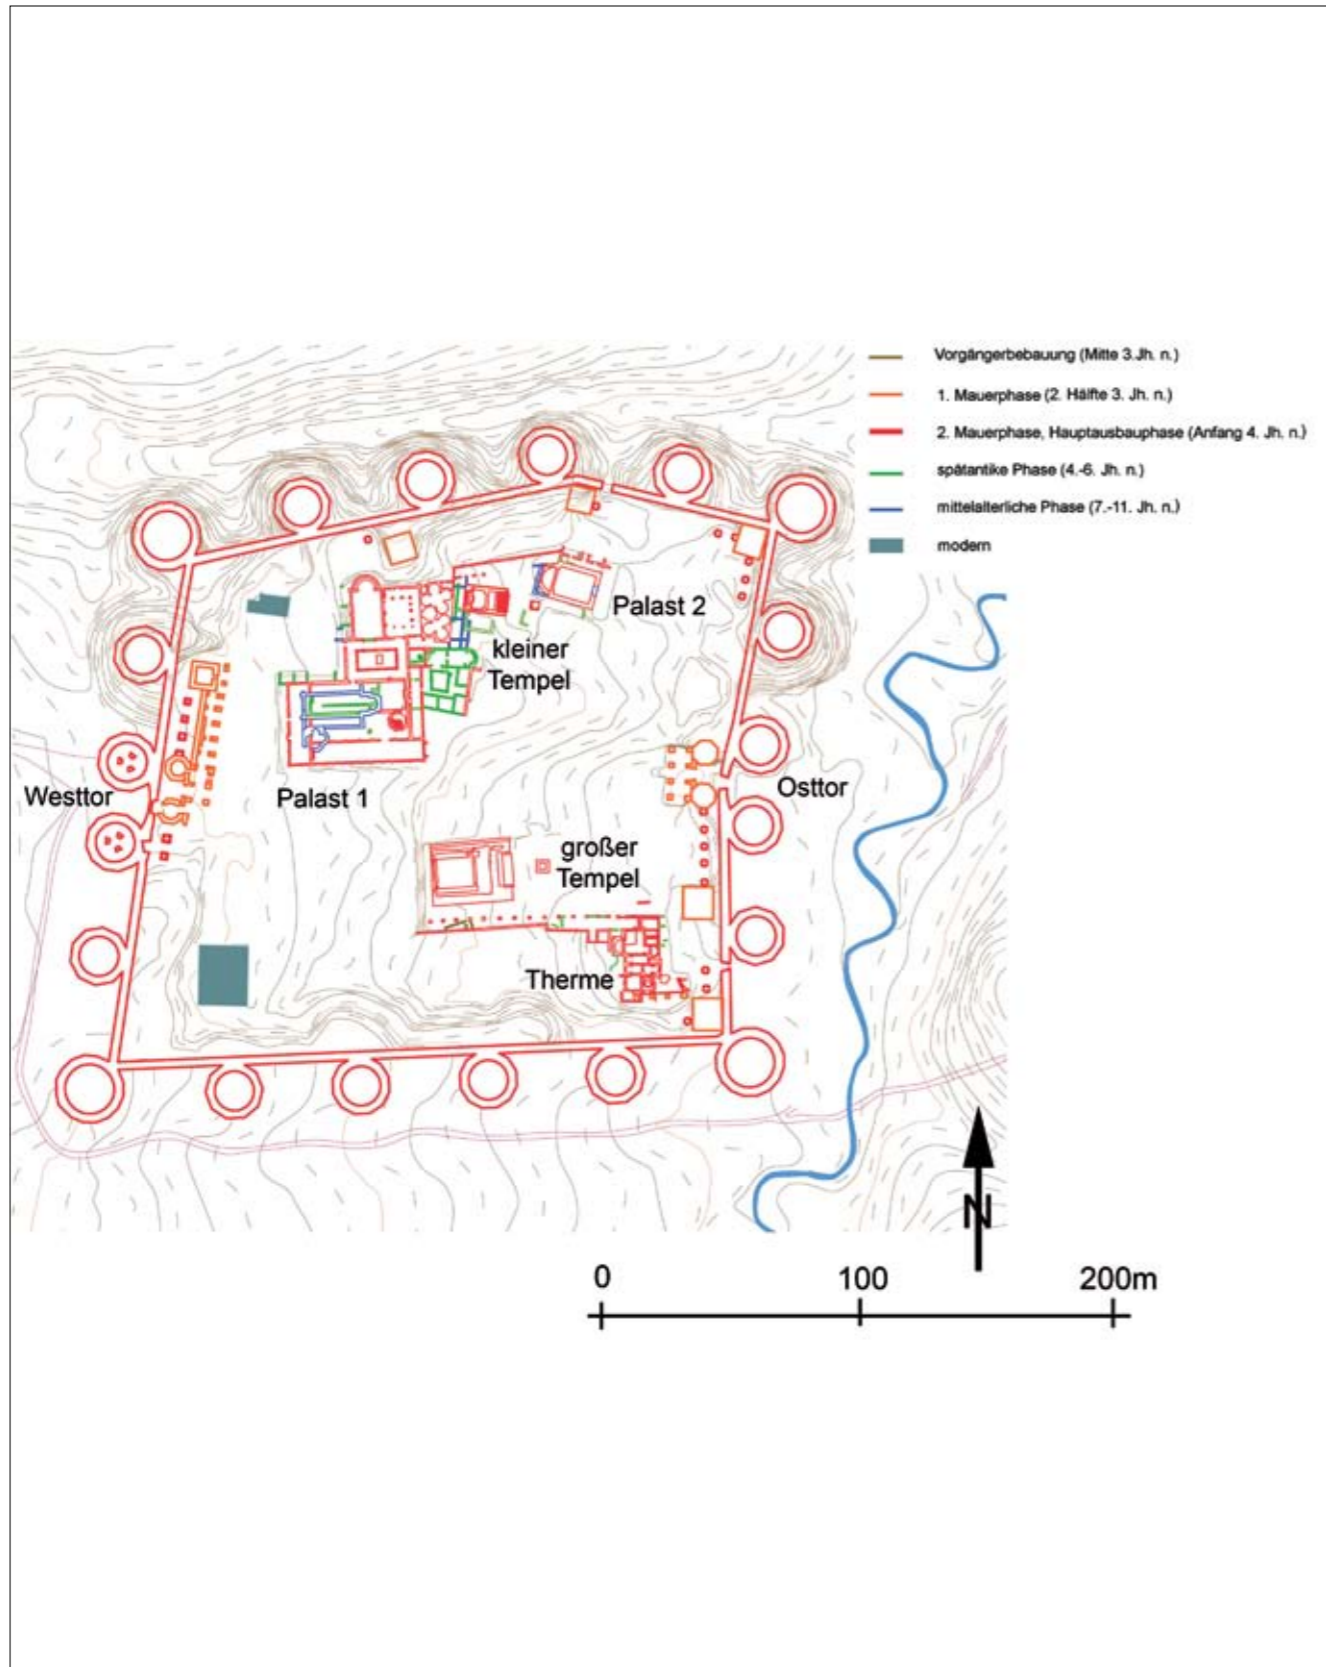 Vorgängerbebauung (Mitte 3.Jh. n.)
1. Mauerphase (2. Hälfte 3. Jh. n.)
2. Mauerphase, Hauptausbauphase (Anfang 4. Jh. n.)
spätantike Phase (4.-6. Jh. n.)
mittelalterliche Phase (7.-11. Jh. n.)
modern
Palast 2
kleiner
Tempel
Westtor
Palast 1
Osttor
großer
Tempel
Therme
N
0 100 200m